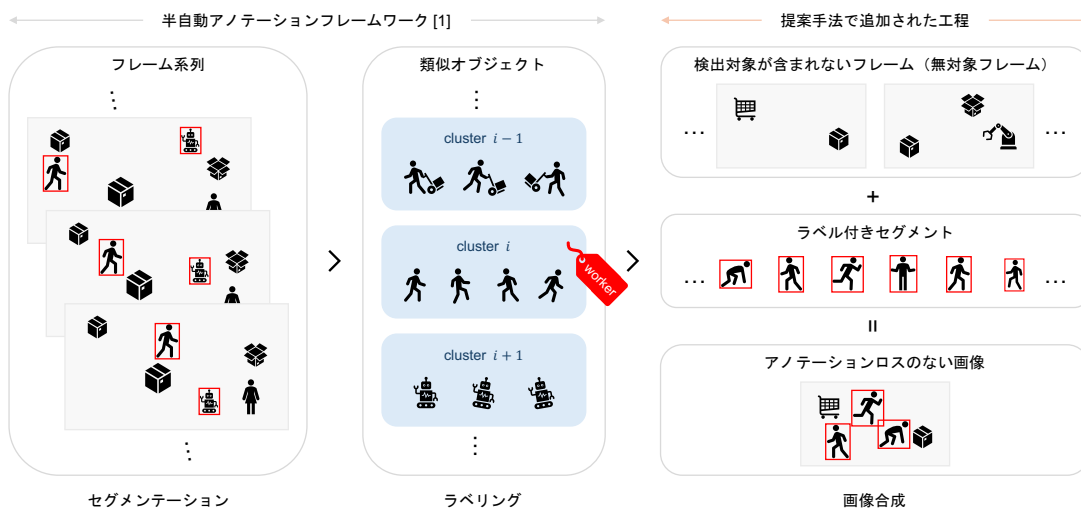 半自動アノテーションフレームワーク [1]
提案手法で追加された工程
フレーム系列
⋮
⋮
類似オブジェクト
⋮
cluster i − 1
cluster i
worker
cluster i + 1
⋮
検出対象が含まれないフレーム（無対象フレーム）
… …
+
ラベル付きセグメント
… …
=
アノテーションロスのない画像
セグメンテーション
ラベリング
画像合成